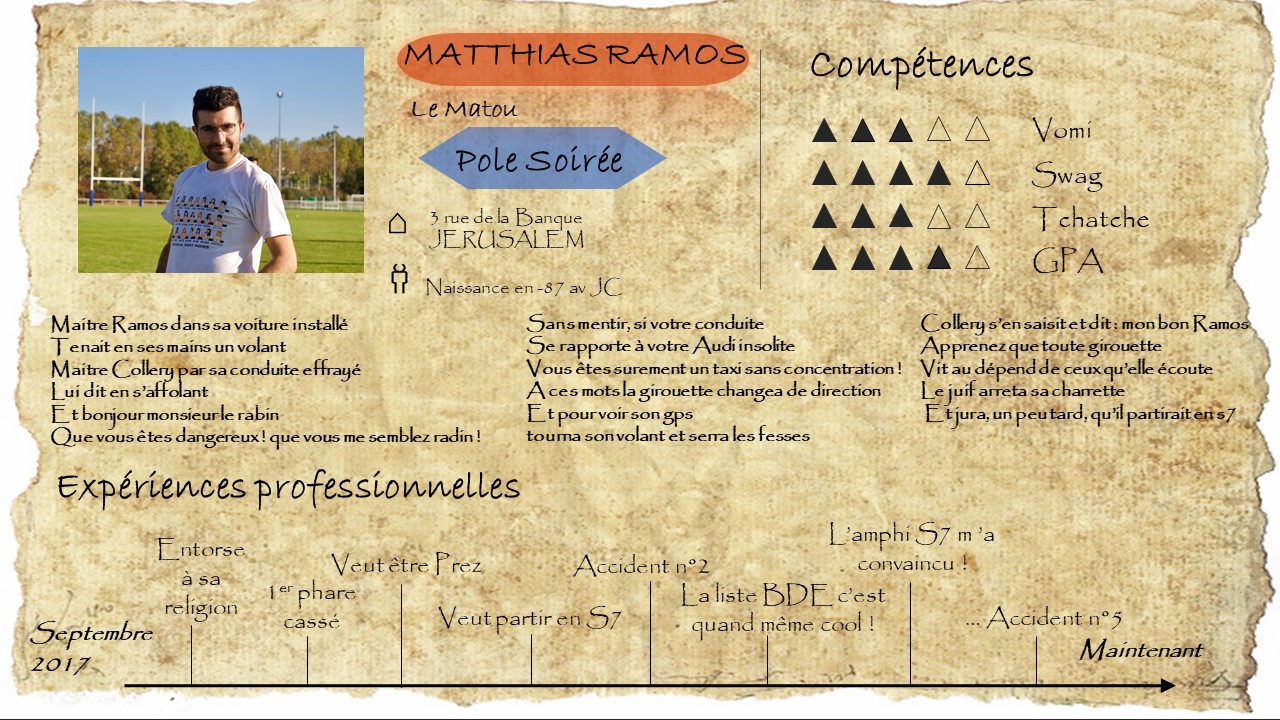 MATTHIAS RAMOS
Le Matou
Pole Soirée
3 rue de la Banque
JERUSALEM
Naissance en -87 av JC
Compétences
Vomi
Swag
Tchatche
GPA
Maitre Ramos dans sa voiture installé
Tenait en ses mains un volant
Maitre Collery par sa conduite effrayé
Lui dit en s'affolant
Et bonjour monsieur le rabin
Que vous êtes dangereux ! que vous me semblez radin !
Sans mentir, si votre conduite
Se rapporte à votre Audi insolite
Vous êtes surement un taxi sans concentration !
A ces mots la girouette changea de direction
Et pour voir son gps
tourna son volant et serra les fesses
Collery s'en saisit et dit : mon bon Ramos
Apprenez que toute girouette
Vit au dépend de ceux qu'elle écoute
Le juif arreta sa charrette
Et jura, un peu tard, qu'il partirait en s7
Expériences professionnelles
Septembre
2017
Entorse
à sa
religion
1er phare
cassé
Veut être Prez
Veut partir en S7
Accident n°2
La liste BDE c'est
quand même cool !
L'amphi S7 m 'a
convaincu !
... Accident n°5
Maintenant